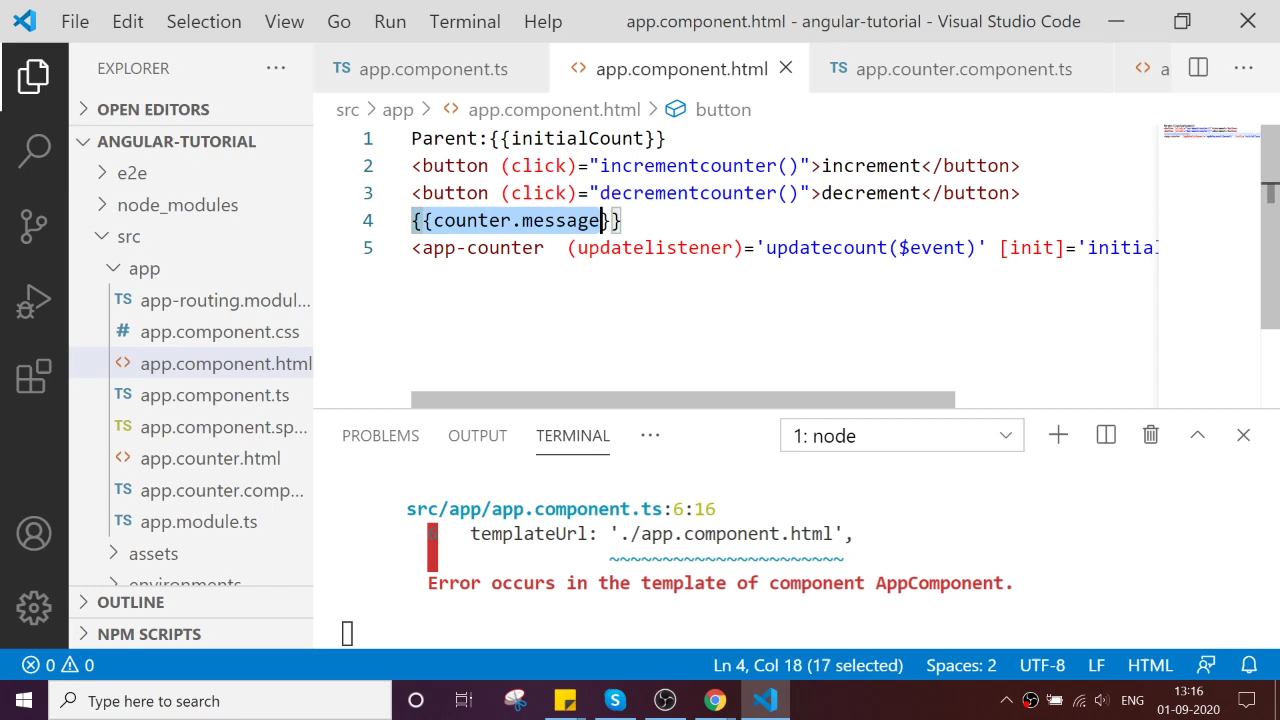 File Edit Selection View Go Run Terminal Help app.component.html - angular-tutorial - Visual Studio Code
EXPLORER
OPEN EDITORS
ANGULAR-TUTORIAL
e2e
node_modules
src
app
app-routing.modul...
app.component.css
app.component.html
app.component.ts
app.component.sp...
app.counter.html
app.counter.comp...
app.module.ts
assets
environments
OUTLINE
NPM SCRIPTS
TS app.component.ts app.component.html TS app.counter.component.ts a
src app app.component.html button
1 Parent:{{initialCount}}
2 <button (click)="incrementcounter()">increment</button>
3 <button (click)="decrementcounter()">decrement</button>
4 {{counter.message}}
5 <app-counter  (updatelistener)='updatecount($event)' [init]='initial
PROBLEMS OUTPUT TERMINAL ... 1: node
src/app/app.component.ts:6:16
templateUrl: './app.component.html',
~~~~~~~~~~~~~~~~~~~~~~
Error occurs in the template of component AppComponent.
0 0 Ln 4, Col 18 (17 selected) Spaces: 2 UTF-8 LF HTML
Type here to search ENG 13:16
01-09-2020